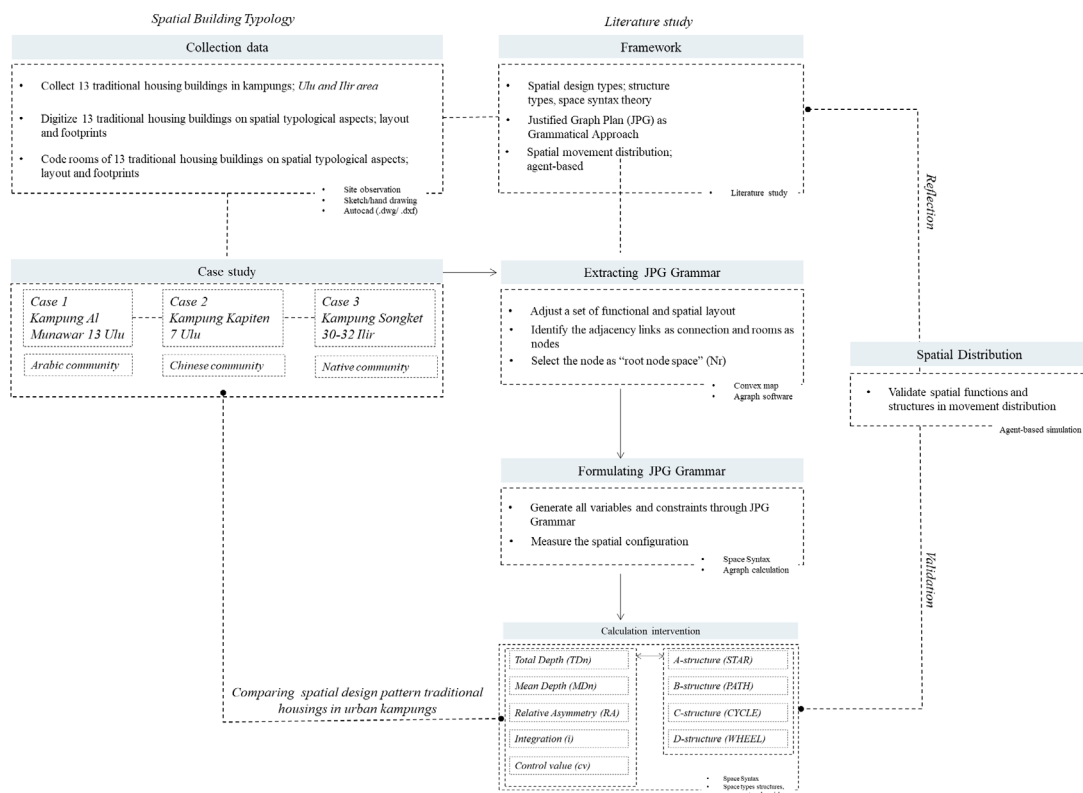 Spatial Building Typology
Collection data
• Collect 13 traditional housing buildings in kampungs; Ulu and Ilir area
• Digitize 13 traditional housing buildings on spatial typological aspects; layout
and footprints
• Code rooms of 13 traditional housing buildings on spatial typological aspects;
layout and footprints
• Site observation
• Sketch/hand drawing
• Autocad (.dwg/ .dxf)
Literature study
Framework
• Spatial design types; structure
types, space syntax theory
• Justified Graph Plan (JPG) as
Grammatical Approach
• Spatial movement distribution;
agent-based
• Literature study
Case study
Case 1
Kampung Al
Munawar 13 Ulu
Arabic community
Case 2
Kampung Kapiten
7 Ulu
Chinese community
Case 3
Kampung Songket
30-32 Ilir
Native community
Extracting JPG Grammar
• Adjust a set of functional and spatial layout
• Identify the adjacency links as connection and rooms as
nodes
• Select the node as “root node space” (Nr)
• Convex map
• Agraph software
Formulating JPG Grammar
• Generate all variables and constraints through JPG
Grammar
• Measure the spatial configuration
• Space Syntax
• Agraph calculation
Calculation intervention
Total Depth (TDn)
Mean Depth (MDn)
Relative Asymmetry (RA)
Integration (i)
Control value (cv)
A-structure (STAR)
B-structure (PATH)
C-structure (CYCLE)
D-structure (WHEEL)
• Space Syntax
• Space types structures,
Comparing spatial design pattern traditional
housings in urban kampungs
Reflection
Spatial Distribution
• Validate spatial functions and
structures in movement distribution
Agent-based simulation
Validation